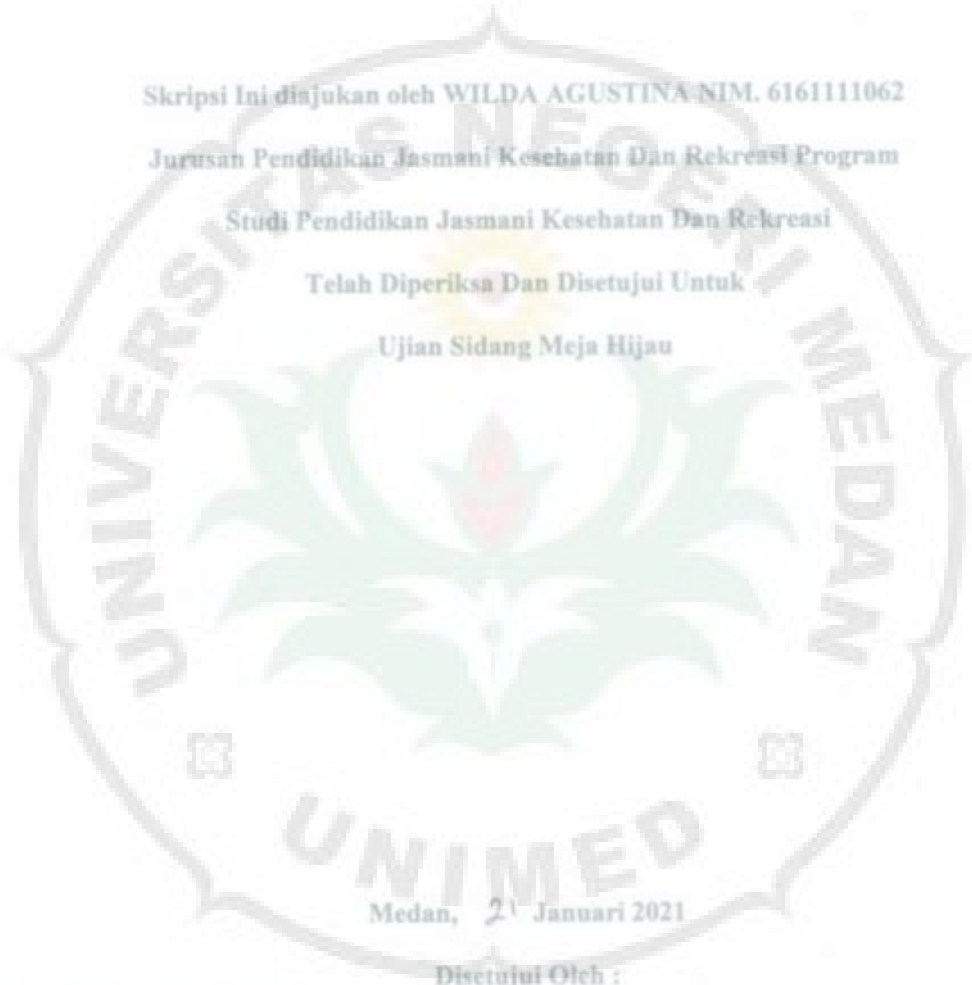 Skripsi Ini diajukan oleh WILDA AGUSTINA NIM. 6161111062
Jurusan Pendidikan Jasmani Kesehatan Dan Rekreasi Program
Studi Pendidikan Jasmani Kesehatan Dan Rekreasi
Telah Diperiksa Dan Disetujui Untuk
Ujian Sidang Meja Hijau
UNIVERSITAS NEGERI MEDAN
UNIMED
Medan, 21 Januari 2021
Disetujui Oleh :